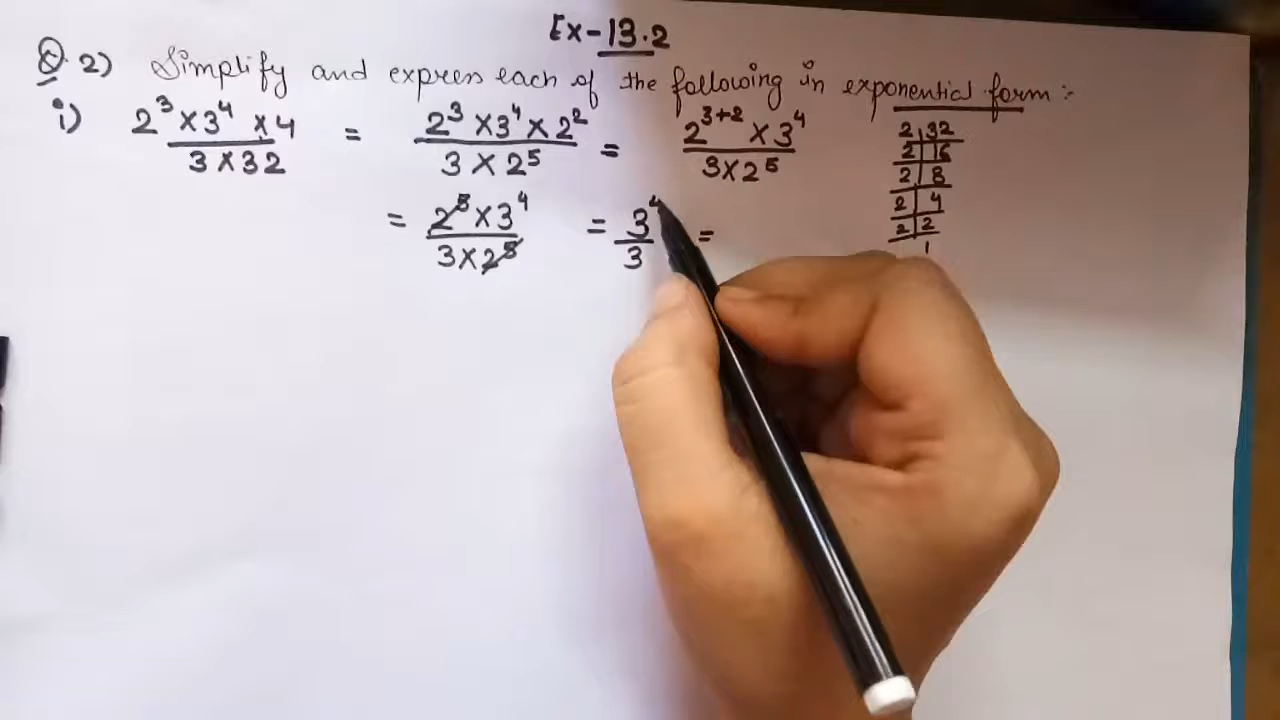 Ex-13.2
Q.2) Simplify and express each of the following in exponential form :-
i) 2³ × 3⁴ × 4 / 3 × 32 = 2³ × 3⁴ × 2² / 3 × 2⁵ = 2³⁺² × 3⁴ / 3 × 2⁵
= 2⁵ × 3⁴ / 3 × 2⁵ = 3⁴ / 3 =
2 | 32
2 | 16
2 | 8
2 | 4
2 | 2
1